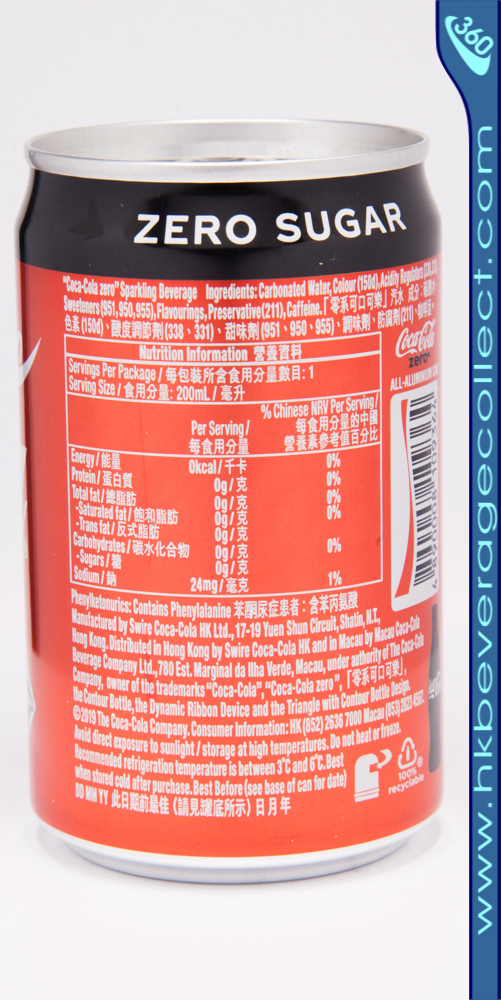 360
www.hkbeveragecollect.com
ZERO SUGAR
"Coca-Cola zero" Sparkling Beverage Ingredients: Carbonated Water, Colour (150d), Acidity Regulators
Sweeteners (951, 950, 955), Flavourings, Preservative (211), Caffeine.「零系可口可樂」汽水 成分:
色素 (150d)、酸度調節劑 (338、331)、甜味劑 (951、950、955)、調味劑、防腐劑 (211)、
Coca-Cola
zero
ALL-ALUMINIUM CAN
Nutrition Information 營養資料
Servings Per Package / 每包裝所含食用分量數目: 1
Serving Size / 食用分量: 200mL / 毫升
Per Serving / 每食用分量
% Chinese NRV Per Serving / 每食用分量的中國營養素參考值百分比
Energy / 能量 0kcal / 千卡 0%
Protein / 蛋白質 0g / 克 0%
Total fat / 總脂肪 0g / 克 0%
-Saturated fat / 飽和脂肪 0g / 克 0%
-Trans fat / 反式脂肪 0g / 克
Carbohydrates / 碳水化合物 0g / 克 0%
-Sugars / 糖 0g / 克
Sodium / 鈉 24mg / 毫克 1%
Phenylketonurics: Contains Phenylalanine 苯酮尿症患者：含苯丙氨酸
Manufactured by Swire Coca-Cola HK Ltd., 17-19 Yuen Shun Circuit, Shatin, N.T.,
Hong Kong. Distributed in Hong Kong by Swire Coca-Cola HK and in Macau by Macau Coca-Cola
Beverage Company Ltd., 780 Est. Marginal da Ilha Verde, Macau, under authority of The Coca-Cola
Company, owner of the trademarks "Coca-Cola", "Coca-Cola zero",「零系可口可樂」,
the Contour Bottle, the Dynamic Ribbon Device and the Triangle with Contour Bottle Design.
©2019 The Coca-Cola Company. Consumer Information: HK (852) 2636 7000 Macau (853) 2823 4567.
Avoid direct exposure to sunlight / storage at high temperatures. Do not heat or freeze.
Recommended refrigeration temperature is between 3°C and 6°C. Best
when stored cold after purchase. Best Before (see base of can for date)
DD MM YY 此日期前最佳 (請見罐底所示) 日月年
100%
recyclable